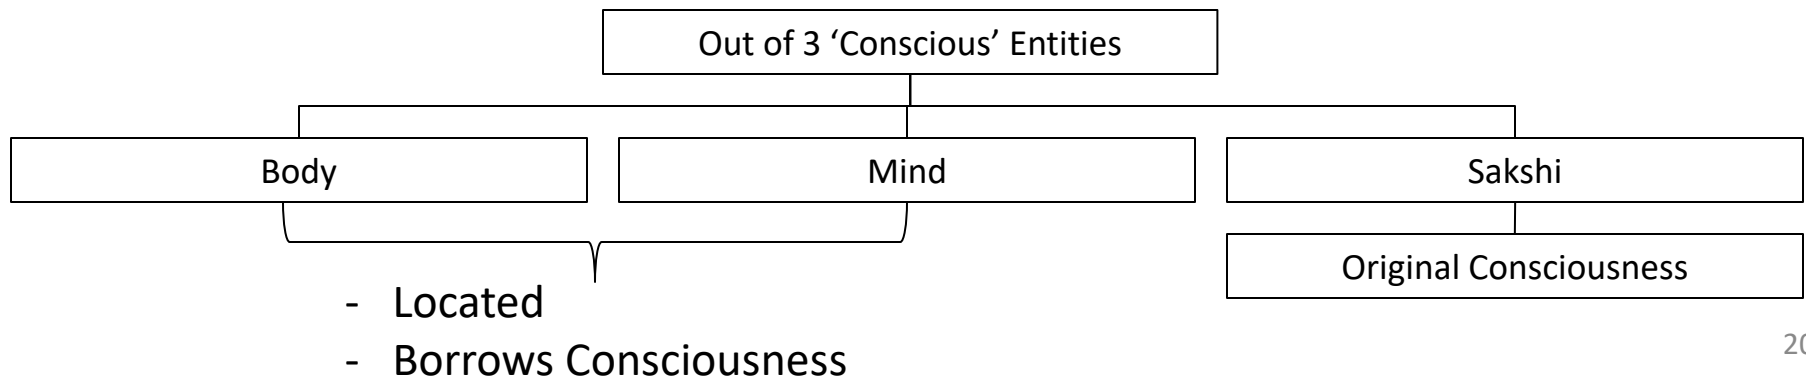 Out of 3 ‘Conscious’ Entities
Body
Mind
Sakshi
Original Consciousness
- Located
- Borrows Consciousness